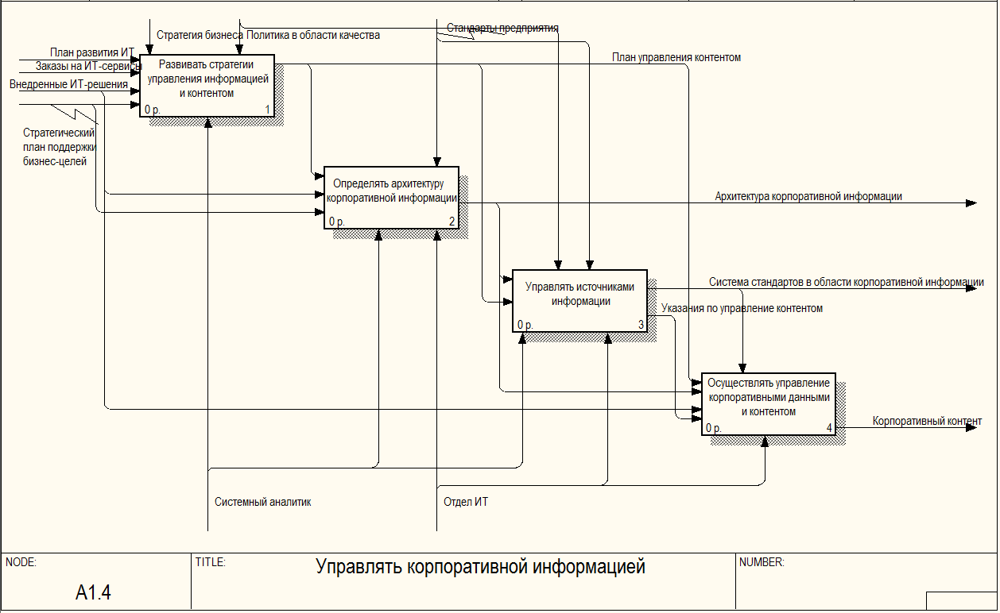 Стратегия бизнеса
Политика в области качества
Стандарты предприятия
План развития ИТ
Заказы на ИТ-сервисы
Внедренные ИТ-решения
Стратегический
план поддержки
бизнес-целей
Развивать стратегии
управления информацией
и контентом
0 р. 1
План управления контентом
Определять архитектуру
корпоративной информации
0 р. 2
Архитектура корпоративной информации
Управлять источниками
информации
0 р. 3
Система стандартов в области корпоративной информации
Указания по управление контентом
Осуществлять управление
корпоративными данными
и контентом
0 р. 4
Корпоративный контент
Системный аналитик
Отдел ИТ
NODE:
A1.4
TITLE:
Управлять корпоративной информацией
NUMBER: